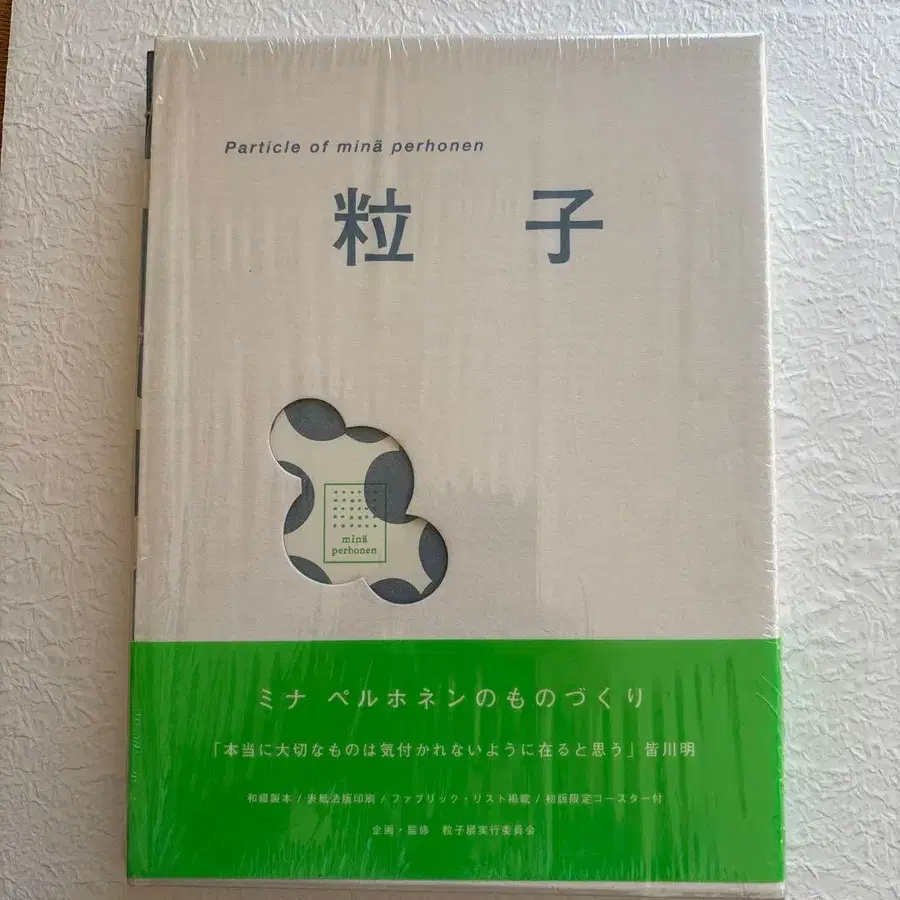 Particle of minä perhonen
粒子
minä
perhonen
ミナ ペルホネンのものづくり
「本当に大切なものは気付かれないように在ると思う」皆川明
和綴製本 / 表紙活版印刷 / ファブリック・リスト掲載 / 初版限定コースター付
企画・監修 粒子展実行委員会